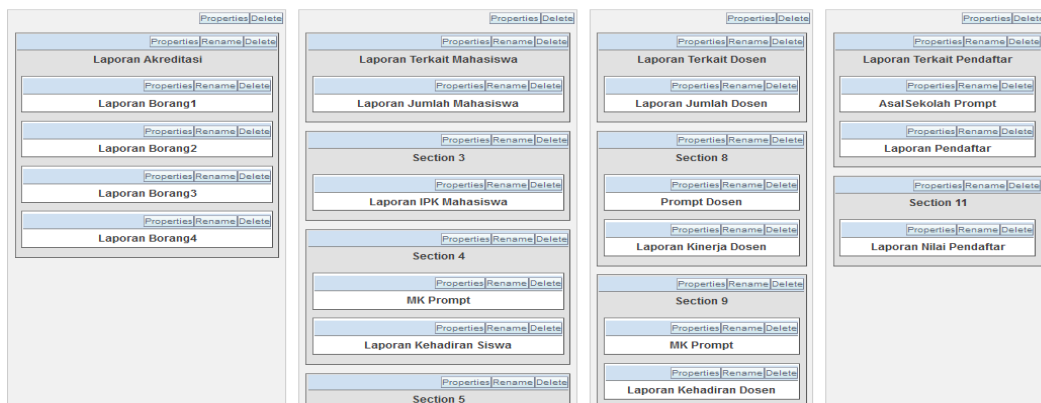 Properties Delete
Properties Rename Delete
Laporan Akreditasi
Properties Rename Delete
Laporan Borang1
Properties Rename Delete
Laporan Borang2
Properties Rename Delete
Laporan Borang3
Properties Rename Delete
Laporan Borang4
Properties Delete
Properties Rename Delete
Laporan Terkait Mahasiswa
Properties Rename Delete
Laporan Jumlah Mahasiswa
Properties Rename Delete
Section 3
Properties Rename Delete
Laporan IPK Mahasiswa
Properties Rename Delete
Section 4
Properties Rename Delete
MK Prompt
Properties Rename Delete
Laporan Kehadiran Siswa
Properties Rename Delete
Section 5
Properties Delete
Properties Rename Delete
Laporan Terkait Dosen
Properties Rename Delete
Laporan Jumlah Dosen
Properties Rename Delete
Section 8
Properties Rename Delete
Prompt Dosen
Properties Rename Delete
Laporan Kinerja Dosen
Properties Rename Delete
Section 9
Properties Rename Delete
MK Prompt
Properties Rename Delete
Laporan Kehadiran Dosen
Properties Delete
Properties Rename Delete
Laporan Terkait Pendaftar
Properties Rename Delete
AsalSekolah Prompt
Properties Rename Delete
Laporan Pendaftar
Properties Rename Delete
Section 11
Properties Rename Delete
Laporan Nilai Pendaftar